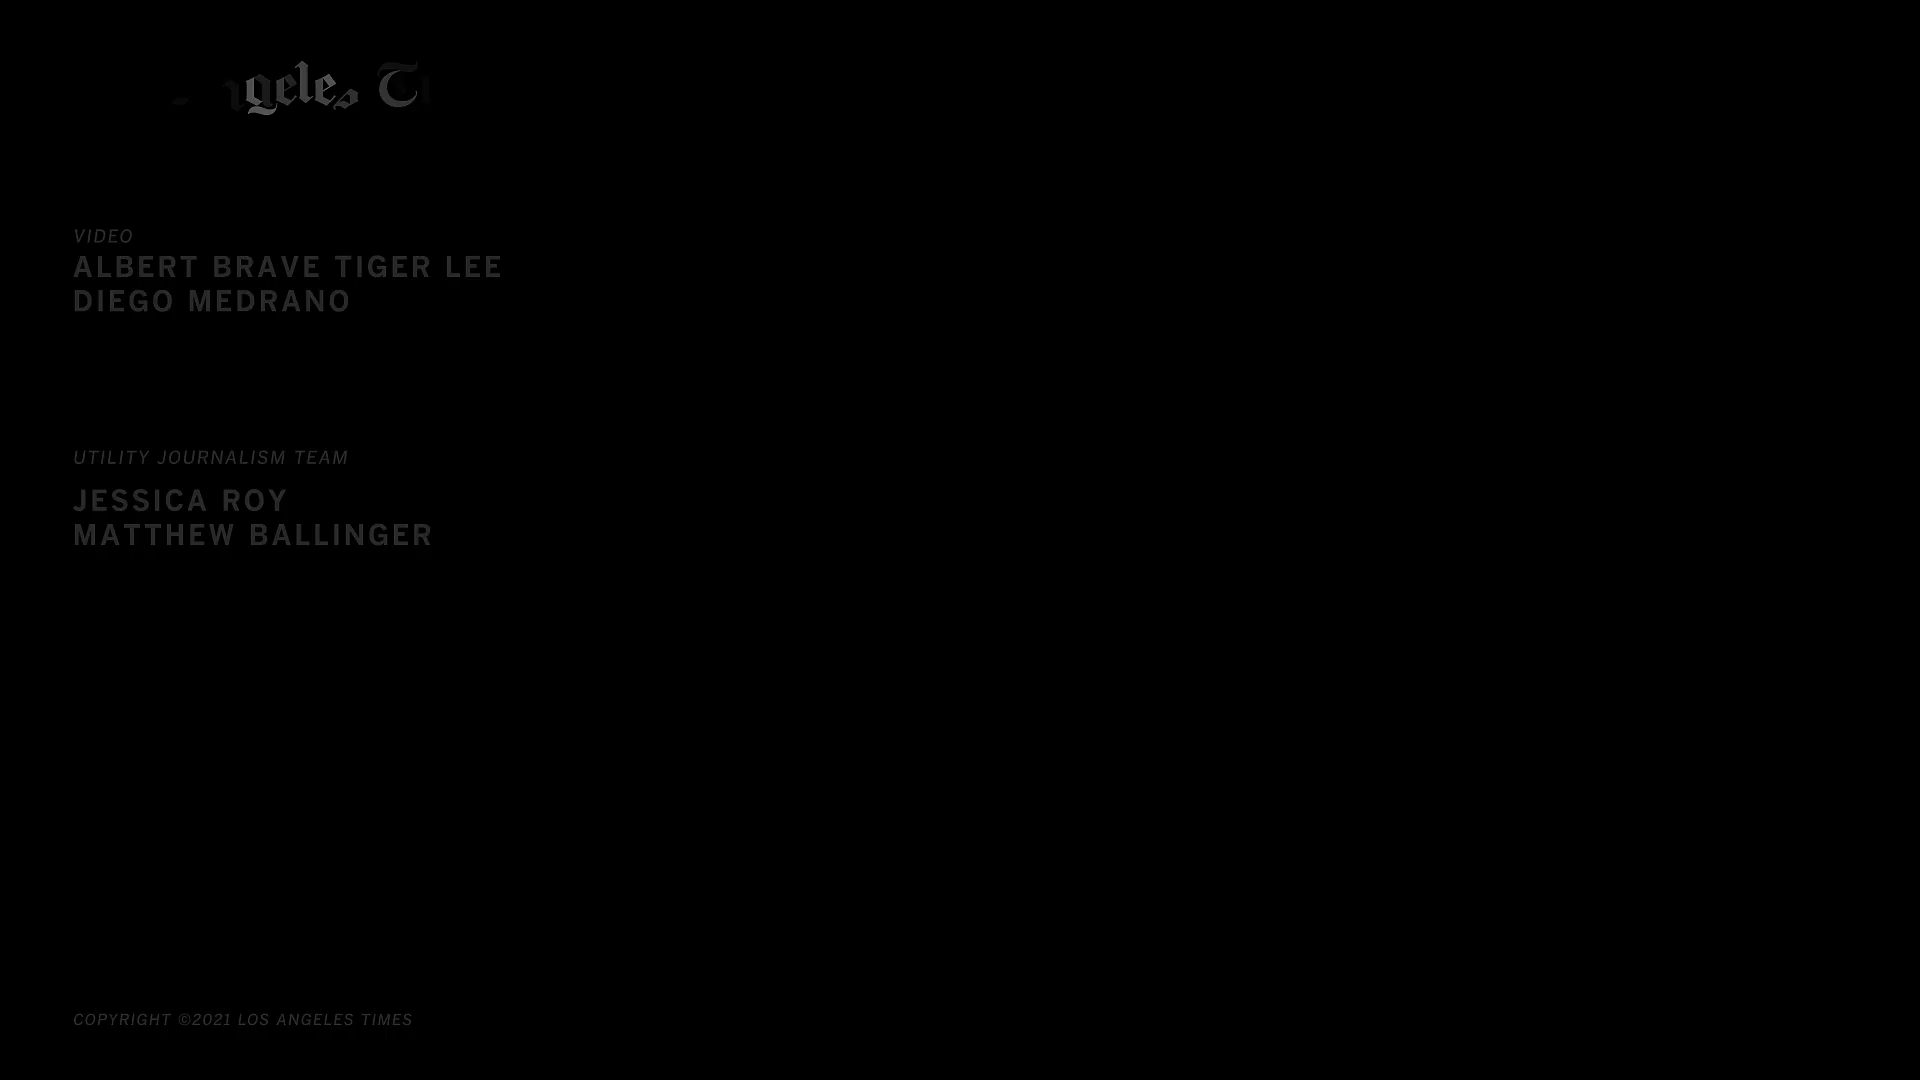 geles T
VIDEO
ALBERT BRAVE TIGER LEE
DIEGO MEDRANO
UTILITY JOURNALISM TEAM
JESSICA ROY
MATTHEW BALLINGER
COPYRIGHT ©2021 LOS ANGELES TIMES